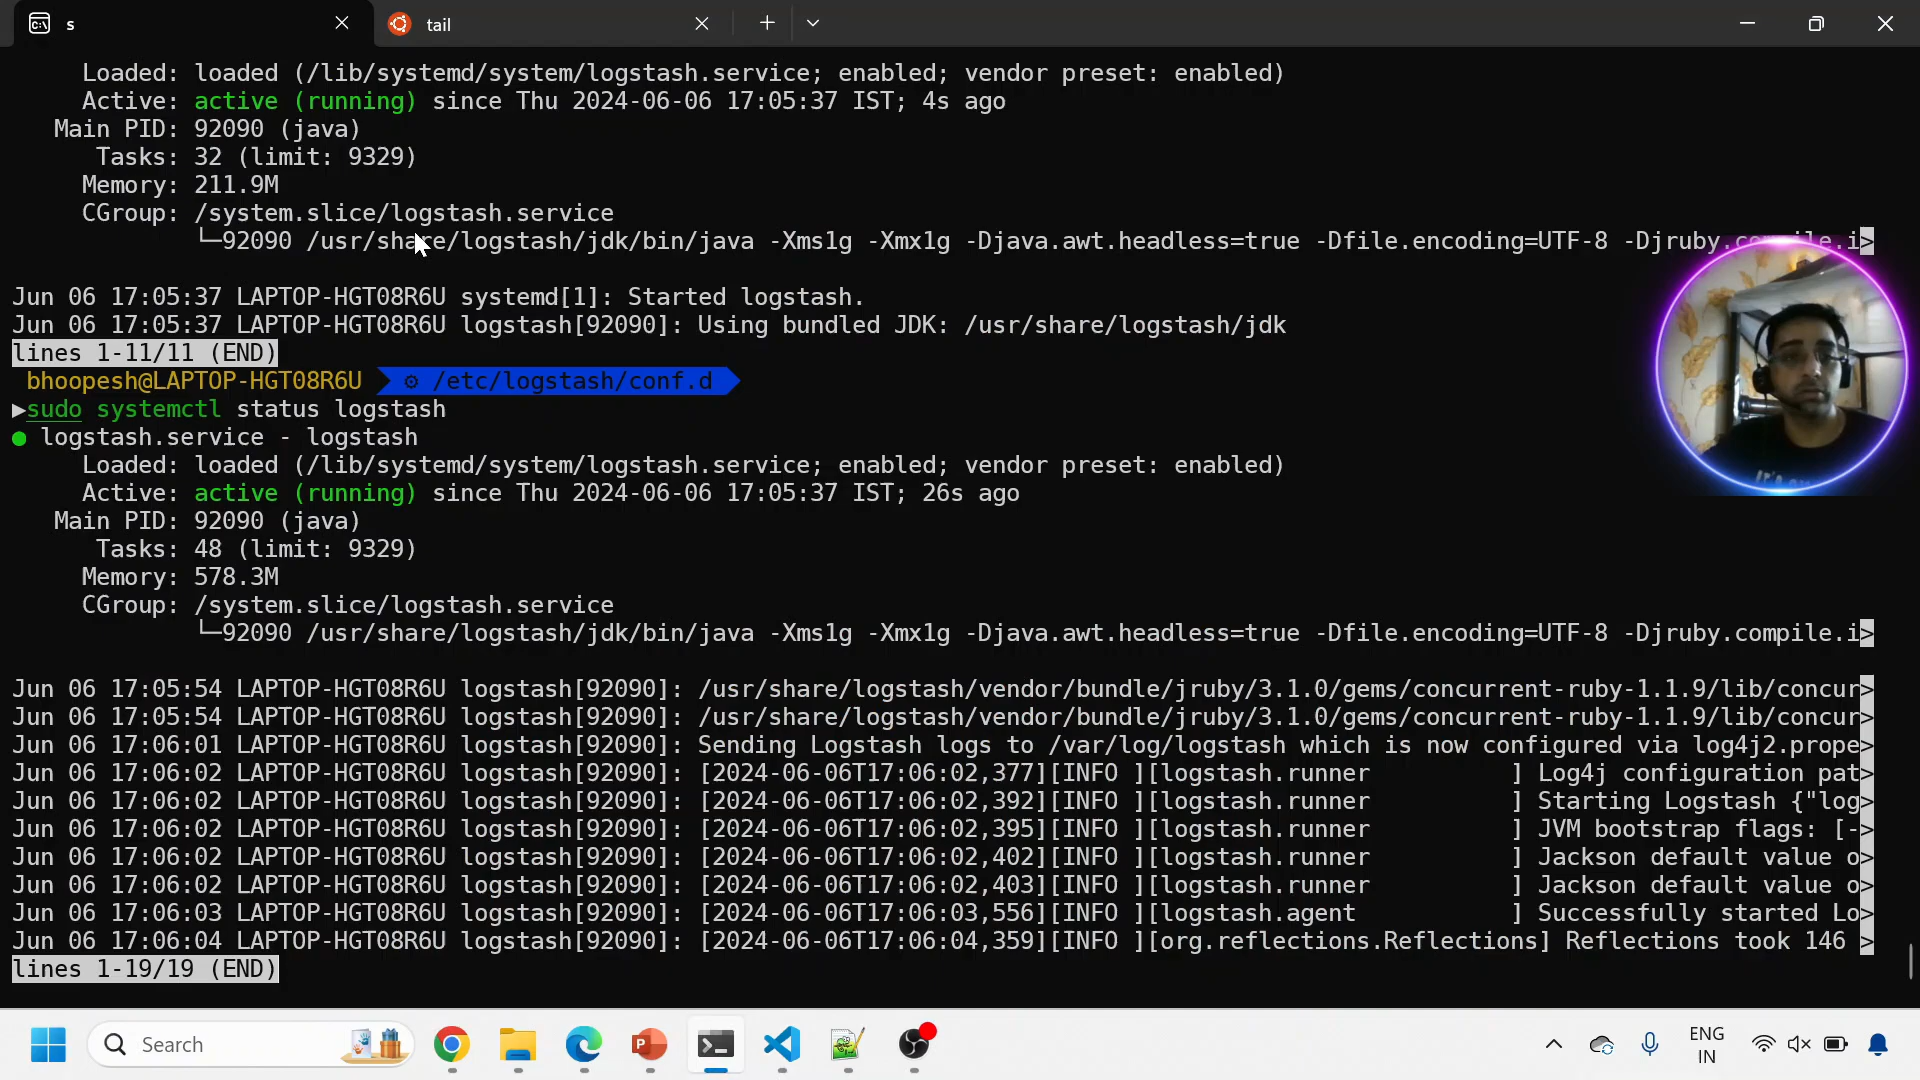 s
tail
Loaded: loaded (/lib/systemd/system/logstash.service; enabled; vendor preset: enabled)
Active: active (running) since Thu 2024-06-06 17:05:37 IST; 4s ago
Main PID: 92090 (java)
Tasks: 32 (limit: 9329)
Memory: 211.9M
CGroup: /system.slice/logstash.service
└─92090 /usr/share/logstash/jdk/bin/java -Xms1g -Xmx1g -Djava.awt.headless=true -Dfile.encoding=UTF-8 -Djruby.compile.i>
Jun 06 17:05:37 LAPTOP-HGT08R6U systemd[1]: Started logstash.
Jun 06 17:05:37 LAPTOP-HGT08R6U logstash[92090]: Using bundled JDK: /usr/share/logstash/jdk
lines 1-11/11 (END)
bhoopesh@LAPTOP-HGT08R6U ⚙ /etc/logstash/conf.d
▶sudo systemctl status logstash
● logstash.service - logstash
Loaded: loaded (/lib/systemd/system/logstash.service; enabled; vendor preset: enabled)
Active: active (running) since Thu 2024-06-06 17:05:37 IST; 26s ago
Main PID: 92090 (java)
Tasks: 48 (limit: 9329)
Memory: 578.3M
CGroup: /system.slice/logstash.service
└─92090 /usr/share/logstash/jdk/bin/java -Xms1g -Xmx1g -Djava.awt.headless=true -Dfile.encoding=UTF-8 -Djruby.compile.i>
Jun 06 17:05:54 LAPTOP-HGT08R6U logstash[92090]: /usr/share/logstash/vendor/bundle/jruby/3.1.0/gems/concurrent-ruby-1.1.9/lib/concur>
Jun 06 17:05:54 LAPTOP-HGT08R6U logstash[92090]: /usr/share/logstash/vendor/bundle/jruby/3.1.0/gems/concurrent-ruby-1.1.9/lib/concur>
Jun 06 17:06:01 LAPTOP-HGT08R6U logstash[92090]: Sending Logstash logs to /var/log/logstash which is now configured via log4j2.prope>
Jun 06 17:06:02 LAPTOP-HGT08R6U logstash[92090]: [2024-06-06T17:06:02,377][INFO ][logstash.runner          ] Log4j configuration pat>
Jun 06 17:06:02 LAPTOP-HGT08R6U logstash[92090]: [2024-06-06T17:06:02,392][INFO ][logstash.runner          ] Starting Logstash {"log>
Jun 06 17:06:02 LAPTOP-HGT08R6U logstash[92090]: [2024-06-06T17:06:02,395][INFO ][logstash.runner          ] JVM bootstrap flags: [->
Jun 06 17:06:02 LAPTOP-HGT08R6U logstash[92090]: [2024-06-06T17:06:02,402][INFO ][logstash.runner          ] Jackson default value o>
Jun 06 17:06:02 LAPTOP-HGT08R6U logstash[92090]: [2024-06-06T17:06:02,403][INFO ][logstash.runner          ] Jackson default value o>
Jun 06 17:06:03 LAPTOP-HGT08R6U logstash[92090]: [2024-06-06T17:06:03,556][INFO ][logstash.agent           ] Successfully started Lo>
Jun 06 17:06:04 LAPTOP-HGT08R6U logstash[92090]: [2024-06-06T17:06:04,359][INFO ][org.reflections.Reflections] Reflections took 146 >
lines 1-19/19 (END)
Search
ENG
IN